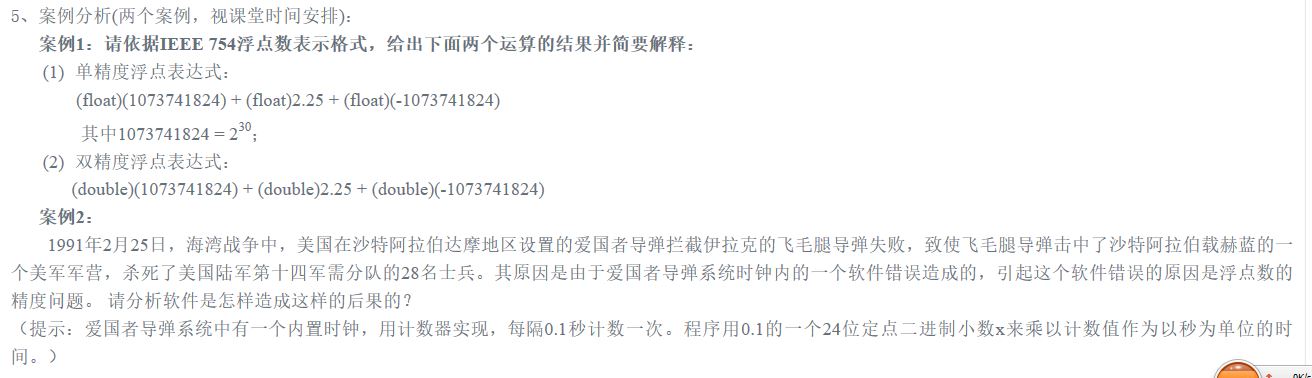 5、案例分析(两个案例，视课堂时间安排):
案例1：请依据IEEE 754浮点数表示格式，给出下面两个运算的结果并简要解释：
(1) 单精度浮点表达式：
(float)(1073741824) + (float)2.25 + (float)(-1073741824)
其中1073741824 = 2³⁰；
(2) 双精度浮点表达式：
(double)(1073741824) + (double)2.25 + (double)(-1073741824)
案例2：
1991年2月25日，海湾战争中，美国在沙特阿拉伯达摩地区设置的爱国者导弹拦截伊拉克的飞毛腿导弹失败，致使飞毛腿导弹击中了沙特阿拉伯载赫蓝的一
个美军军营，杀死了美国陆军第十四军需分队的28名士兵。其原因是由于爱国者导弹系统时钟内的一个软件错误造成的，引起这个软件错误的原因是浮点数的
精度问题。 请分析软件是怎样造成这样的后果的？
（提示：爱国者导弹系统中有一个内置时钟，用计数器实现，每隔0.1秒计数一次。程序用0.1的一个24位定点二进制小数x来乘以计数值作为以秒为单位的时
间。）